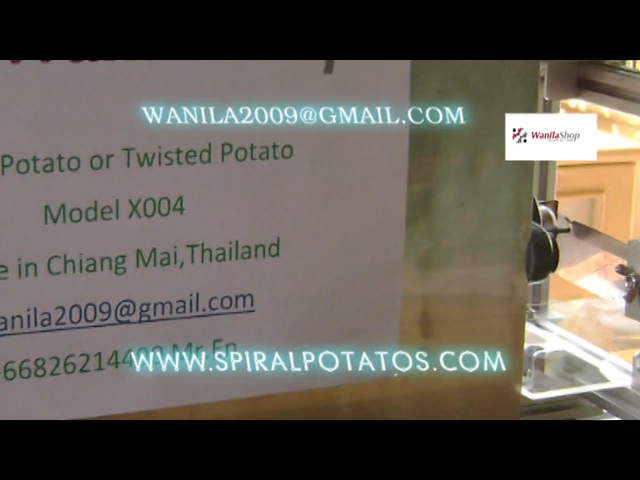 WANILA2009@GMAIL.COM
WanilaShop
Potato or Twisted Potato
Model X004
e in Chiang Mai,Thailand
anila2009@gmail.com
WWW.SPIRALPOTATOS.COM